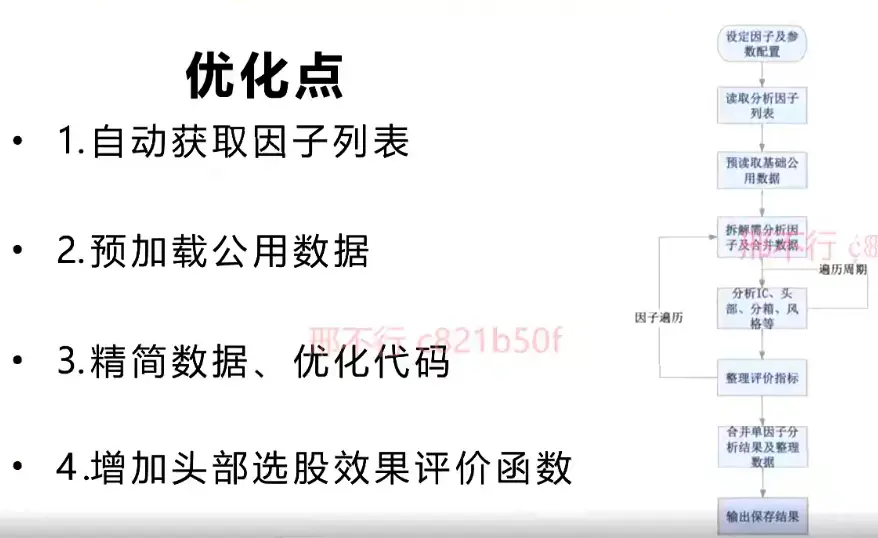 优化点
• 1.自动获取因子列表
• 2.预加载公用数据
• 3.精简数据、优化代码
• 4.增加头部选股效果评价函数
设定因子及参
数配置
读取分析因子
列表
预读取基础公
用数据
拆解需分析因
子及合并数据
遍历周期
分析IC、头
部、分箱、风
格等
因子遍历
整理评价指标
合并单因子分
析结果及整理
数据
输出保存结果
邢不行 c821b50f
邢不行 c8